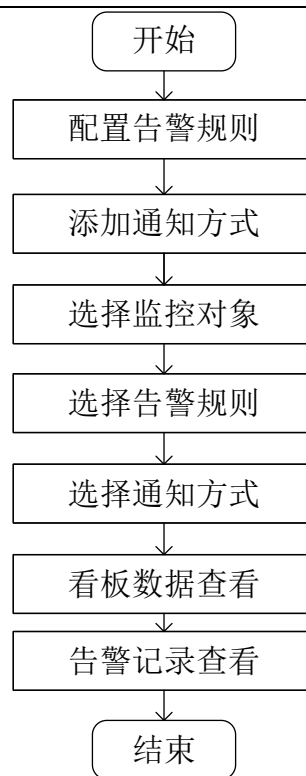 开始
配置告警规则
添加通知方式
选择监控对象
选择告警规则
选择通知方式
看板数据查看
告警记录查看
结束